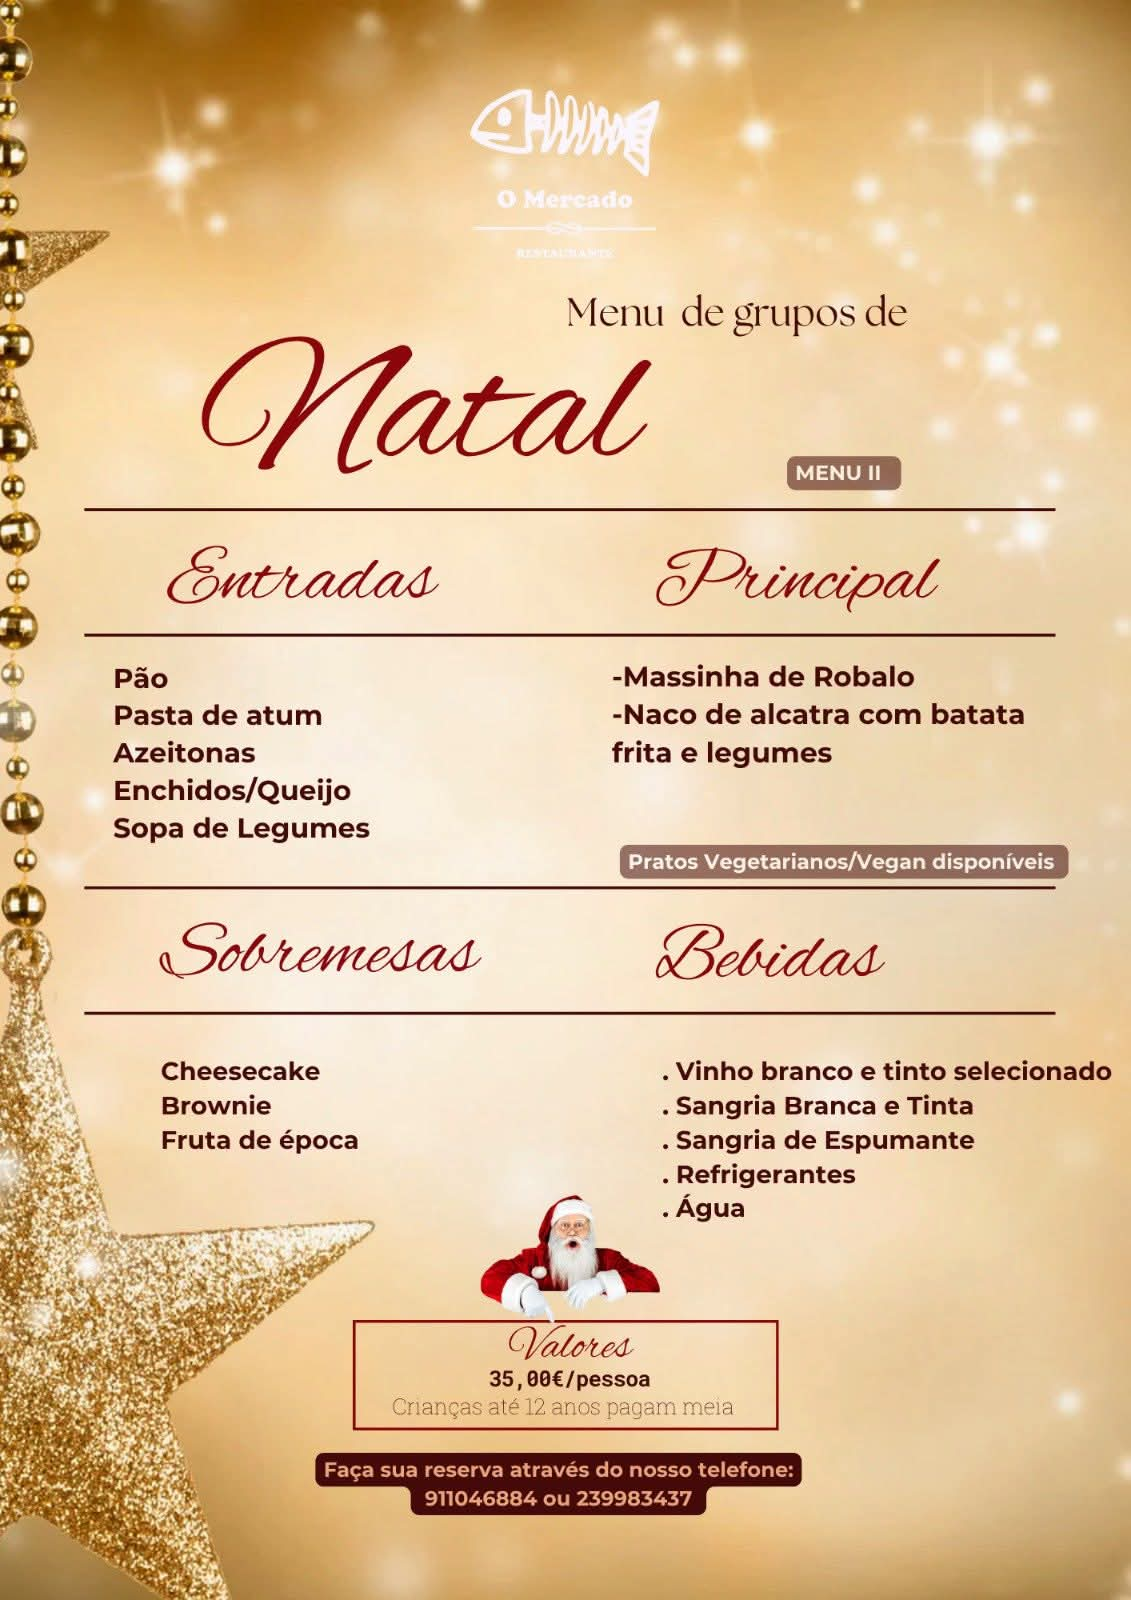 O Mercado
RESTAURANTE
Menu de grupos de
Natal
MENU II
Entradas
Principal
Pão
Pasta de atum
Azeitonas
Enchidos/Queijo
Sopa de Legumes
-Massinha de Robalo
-Naco de alcatra com batata
frita e legumes
Pratos Vegetarianos/Vegan disponíveis
Sobremesas
Bebidas
Cheesecake
Brownie
Fruta de época
. Vinho branco e tinto selecionado
. Sangria Branca e Tinta
. Sangria de Espumante
. Refrigerantes
. Água
Valores
35,00€/pessoa
Crianças até 12 anos pagam meia
Faça sua reserva através do nosso telefone:
911046884 ou 239983437